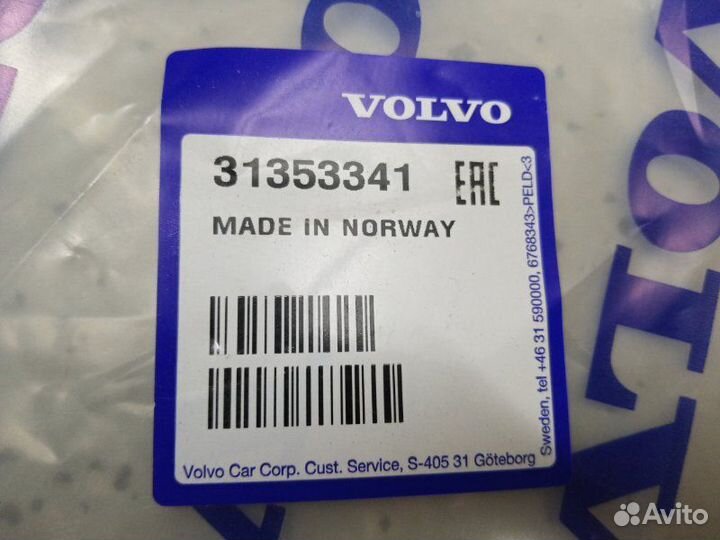 VOLVO
31353341 EAC
MADE IN NORWAY
Volvo Car Corp. Cust. Service, S-405 31 Göteborg
Sweden, tel +46 31 590000, 6768343>PELD<3
VOLV
Avito